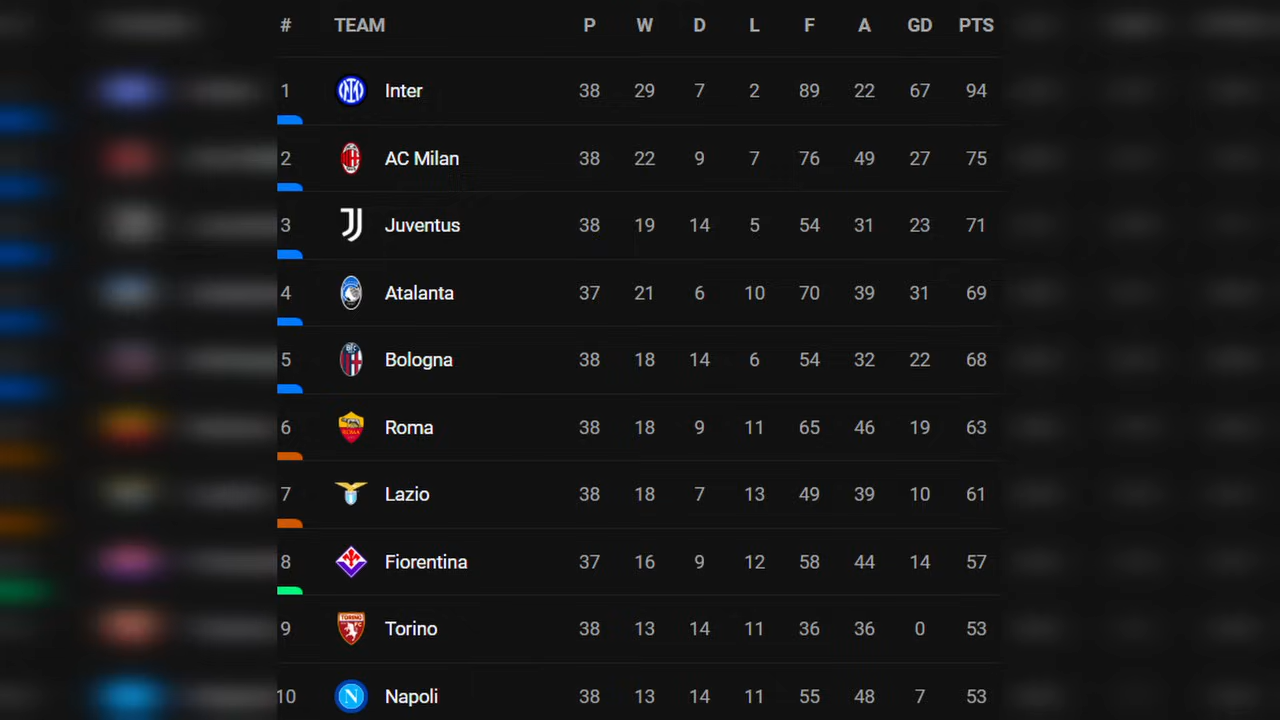 # TEAM P W D L F A GD PTS
1 Inter 38 29 7 2 89 22 67 94
2 AC Milan 38 22 9 7 76 49 27 75
3 Juventus 38 19 14 5 54 31 23 71
4 Atalanta 37 21 6 10 70 39 31 69
5 Bologna 38 18 14 6 54 32 22 68
6 Roma 38 18 9 11 65 46 19 63
7 Lazio 38 18 7 13 49 39 10 61
8 Fiorentina 37 16 9 12 58 44 14 57
9 Torino 38 13 14 11 36 36 0 53
10 Napoli 38 13 14 11 55 48 7 53